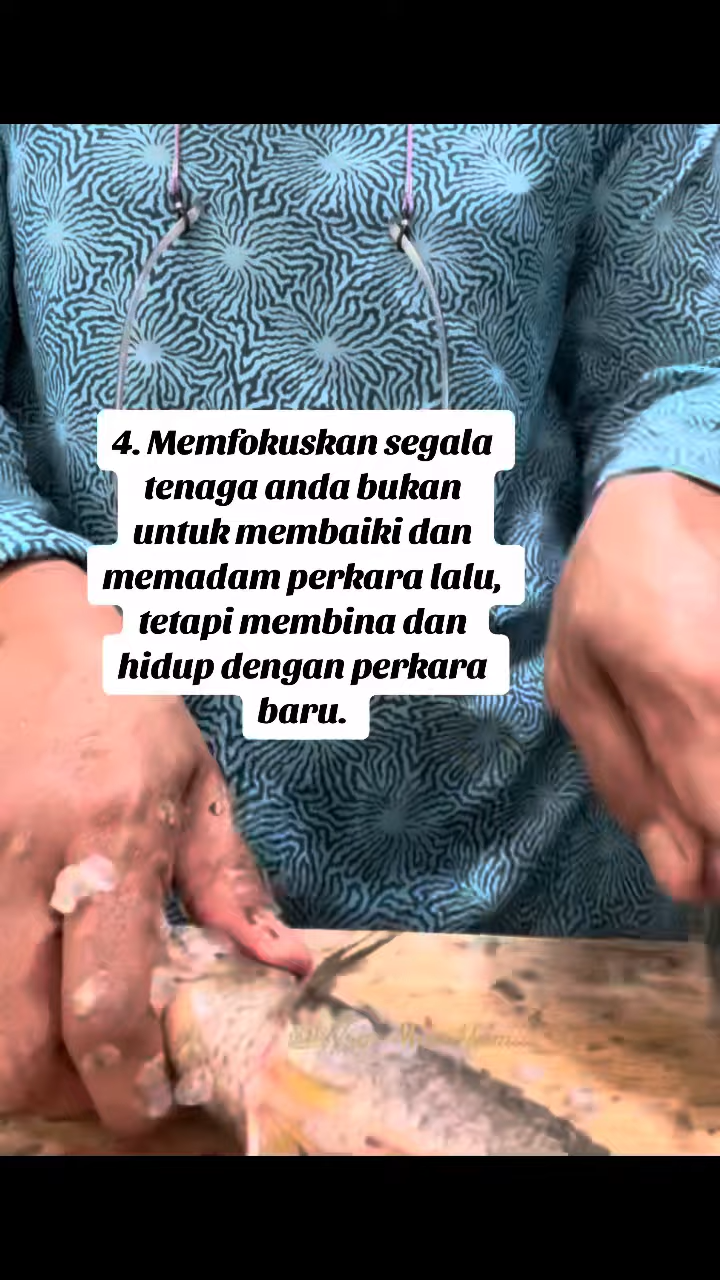 4. Memfokuskan segala
tenaga anda bukan
untuk membaiki dan
memadam perkara lalu,
tetapi membina dan
hidup dengan perkara
baru.